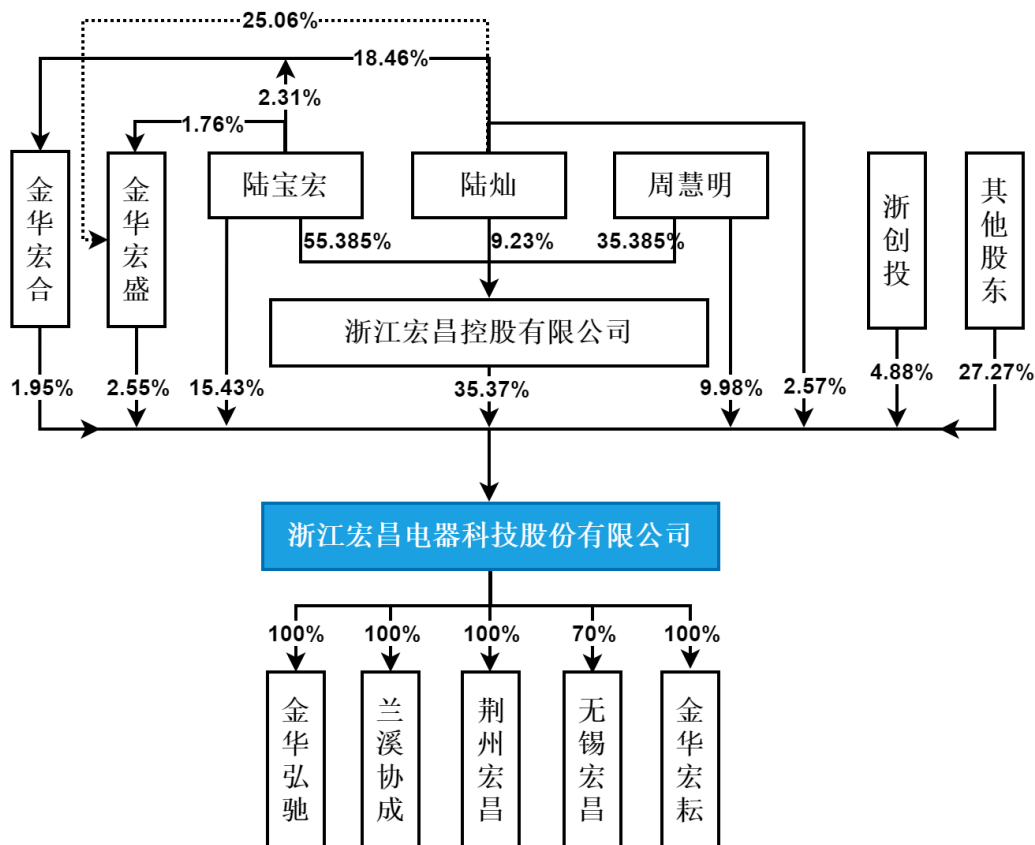 25.06%
18.46%
2.31%
1.76%
金华宏合
金华宏盛
陆宝宏
陆灿
周慧明
浙创投
其他股东
55.385%
9.23%
35.385%
浙江宏昌控股有限公司
1.95%
2.55%
15.43%
35.37%
9.98%
2.57%
4.88%
27.27%
浙江宏昌电器科技股份有限公司
100%
100%
100%
70%
100%
金华弘驰
兰溪协成
荆州宏昌
无锡宏昌
金华宏耘